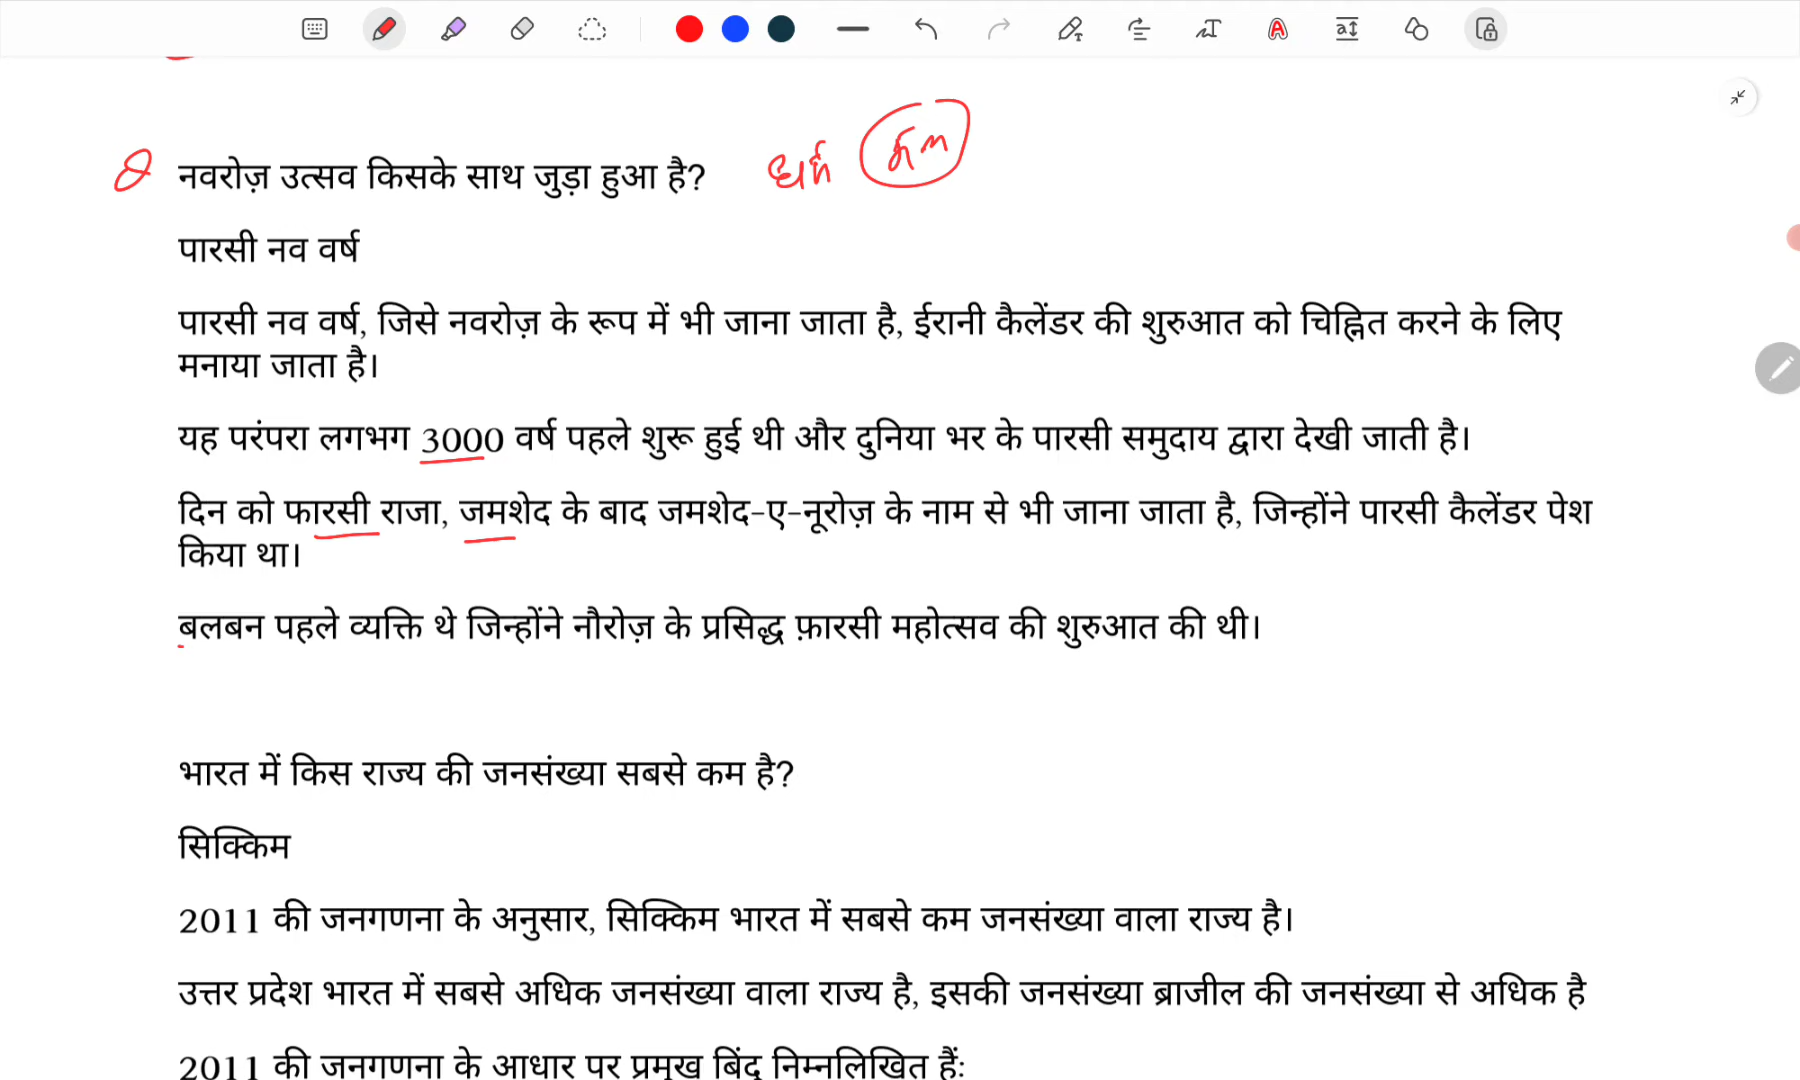 नवरोज़ उत्सव किसके साथ जुड़ा हुआ है? धर्म
पारसी नव वर्ष
पारसी नव वर्ष, जिसे नवरोज़ के रूप में भी जाना जाता है, ईरानी कैलेंडर की शुरुआत को चिह्नित करने के लिए
मनाया जाता है।
यह परंपरा लगभग 3000 वर्ष पहले शुरू हुई थी और दुनिया भर के पारसी समुदाय द्वारा देखी जाती है।
दिन को फारसी राजा, जमशेद के बाद जमशेद-ए-नूरोज़ के नाम से भी जाना जाता है, जिन्होंने पारसी कैलेंडर पेश
किया था।
बलबन पहले व्यक्ति थे जिन्होंने नौरोज़ के प्रसिद्ध फ़ारसी महोत्सव की शुरुआत की थी।
भारत में किस राज्य की जनसंख्या सबसे कम है?
सिक्किम
2011 की जनगणना के अनुसार, सिक्किम भारत में सबसे कम जनसंख्या वाला राज्य है।
उत्तर प्रदेश भारत में सबसे अधिक जनसंख्या वाला राज्य है, इसकी जनसंख्या ब्राजील की जनसंख्या से अधिक है
2011 की जनगणना के आधार पर प्रमुख बिंदु निम्नलिखित हैं: